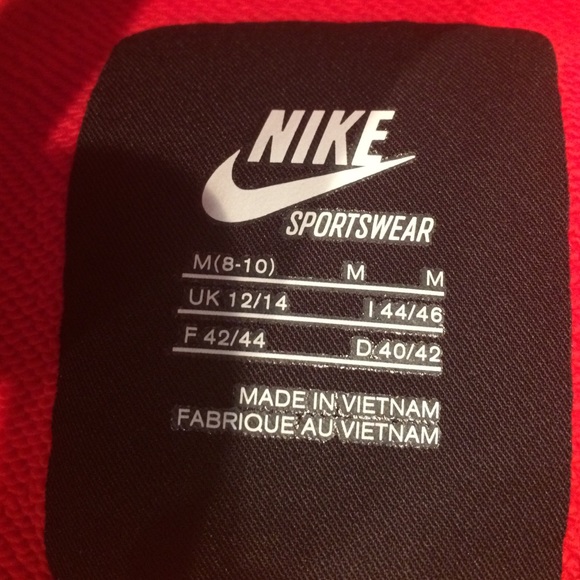 NIKE
SPORTSWEAR
M(8-10) M M
UK 12/14 I 44/46
F 42/44 D 40/42
MADE IN VIETNAM
FABRIQUE AU VIETNAM